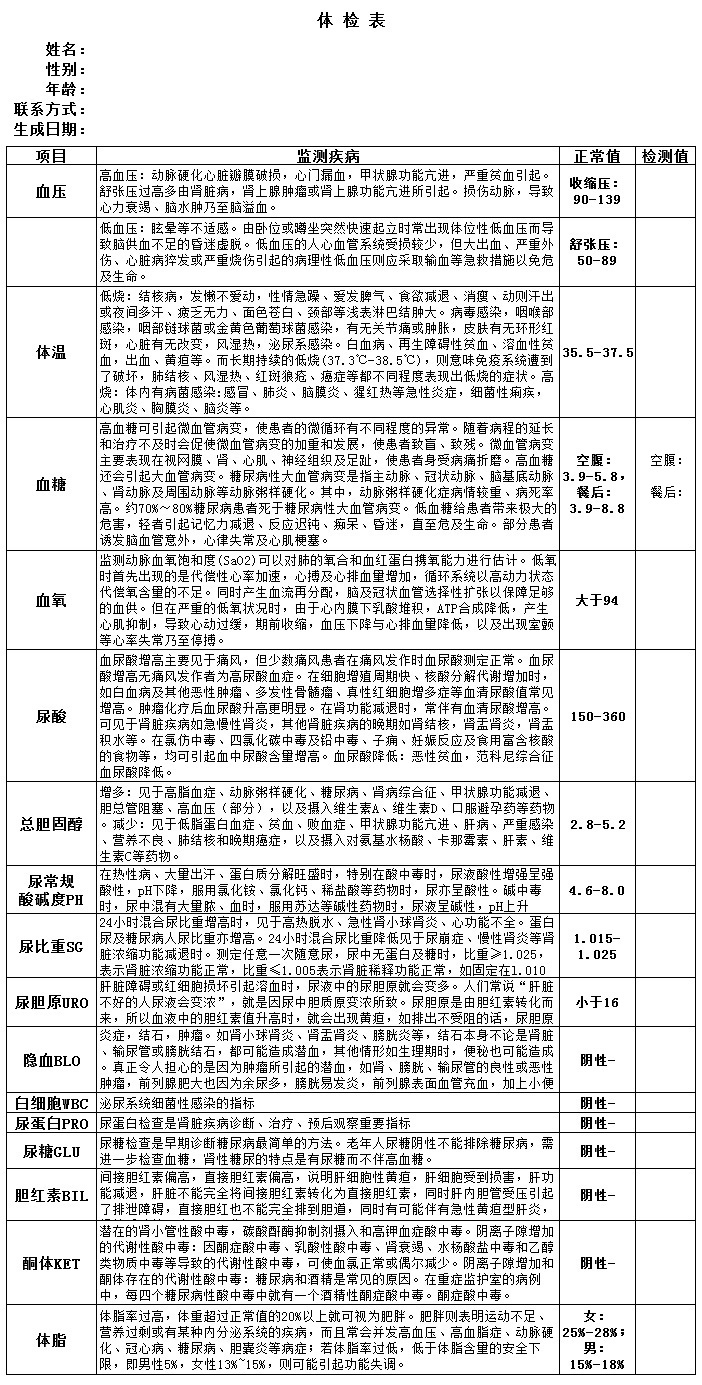 体 检 表
姓名：
性别：
年龄：
联系方式：
生成日期：
项目 监测疾病 正常值 检测值
血压
高血压：动脉硬化心脏瓣膜破损，心门漏血，甲状腺功能亢进，严重贫血引起。
舒张压过高多由肾脏病，肾上腺肿瘤或肾上腺功能亢进所引起。损伤动脉，导致
心力衰竭、脑水肿乃至脑溢血。
收缩压：
90-139
低血压：眩晕等不适感。由卧位或蹲坐突然快速起立时常出现体位性低血压而导
致脑供血不足的昏迷虚脱。低血压的人心血管系统受损较少，但大出血、严重外
伤、心脏病猝发或严重烧伤引起的病理性低血压则应采取输血等急救措施以免危
及生命。
舒张压：
50-89
体温
低烧：结核病，发懒不爱动，性情急躁、爱发脾气、食欲减退、消瘦、动则汗出
或夜间多汗、疲乏无力、面色苍白、颈部等浅表淋巴结肿大。病毒感染，咽喉部
感染，咽部链球菌或金黄色葡萄球菌感染，有无关节痛或肿胀，皮肤有无环形红
斑，心脏有无改变，风湿热，泌尿系感染。白血病、再生障碍性贫血、溶血性贫
血，出血、黄疸等。而长期持续的低烧(37.3℃-38.5℃)，则意味免疫系统遭到
了破坏，肺结核、风湿热、红斑狼疮、癌症等都不同程度表现出低烧的症状。高
烧：体内有病菌感染:感冒、肺炎、脑膜炎、猩红热等急性炎症，细菌性痢疾，
心肌炎、胸膜炎、脑炎等。
35.5-37.5
血糖
高血糖可引起微血管病变，使患者的微循环有不同程度的异常。随着病程的延长
和治疗不及时会促使微血管病变的加重和发展，使患者致盲、致残。微血管病变
主要表现在视网膜、肾、心肌、神经组织及足趾，使患者身受病痛折磨。高血糖
还会引起大血管病变。糖尿病性大血管病变是指主动脉、冠状动脉、脑基底动脉
、肾动脉及周围动脉等动脉粥样硬化。其中，动脉粥样硬化症病情较重、病死率
高。约70%～80%糖尿病患者死于糖尿病性大血管病变。低血糖给患者带来极大的
危害，轻者引起记忆力减退、反应迟钝、痴呆、昏迷，直至危及生命。部分患者
诱发脑血管意外，心律失常及心肌梗塞。
空腹：
3.9-5.8，
餐后：
3.9-8.8
空腹：
餐后：
血氧
监测动脉血氧饱和度(SaO2)可以对肺的氧合和血红蛋白携氧能力进行估计。低氧
时首先出现的是代偿性心率加速，心搏及心排血量增加，循环系统以高动力状态
代偿氧含量的不足。同时产生血流再分配，脑及冠状血管选择性扩张以保障足够
的血供。但在严重的低氧状况时，由于心内膜下乳酸堆积，ATP合成降低，产生
心肌抑制，导致心动过缓，期前收缩，血压下降与心排血量降低，以及出现室颤
等心率失常乃至停搏。
大于94
尿酸
血尿酸增高主要见于痛风，但少数痛风患者在痛风发作时血尿酸测定正常。血尿
酸增高无痛风发作者为高尿酸血症。在细胞增殖周期快、核酸分解代谢增加时，
如白血病及其他恶性肿瘤、多发性骨髓瘤、真性红细胞增多症等血清尿酸值常见
增高。肿瘤化疗后血尿酸升高更明显。在肾功能减退时，常伴有血清尿酸增高。
可见于肾脏疾病如急慢性肾炎，其他肾脏疾病的晚期如肾结核，肾盂肾炎，肾盂
积水等。在氯仿中毒、四氯化碳中毒及铅中毒、子痫、妊娠反应及食用富含核酸
的食物等，均可引起血中尿酸含量增高。血尿酸降低：恶性贫血，范科尼综合征
血尿酸降低。
150-360
总胆固醇
增多：见于高脂血症、动脉粥样硬化、糖尿病、肾病综合征、甲状腺功能减退、
胆总管阻塞、高血压（部分），以及摄入维生素A、维生素D、口服避孕药等药物
。减少：见于低脂蛋白血症、贫血、败血症、甲状腺功能亢进、肝病、严重感染
、营养不良、肺结核和晚期癌症，以及摄入对氨基水杨酸、卡那霉素、肝素、维
生素C等药物。
2.8-5.2
尿常规
酸碱度PH
在热性病、大量出汗、蛋白质分解旺盛时，特别在酸中毒时，尿液酸性增强呈强
酸性，pH下降，服用氯化铵、氯化钙、稀盐酸等药物时，尿亦呈酸性。碱中毒
时，尿中混有大量脓、血时，服用苏达等碱性药物时，尿液呈碱性，pH上升
4.6-8.0
尿比重SG
24小时混合尿比重增高时，见于高热脱水、急性肾小球肾炎、心功能不全。蛋白
尿及糖尿病人尿比重亦增高。24小时混合尿比重降低见于尿崩症、慢性肾炎等肾
脏浓缩功能减退时。测定任意一次随意尿，尿中无蛋白及糖时，比重≥1.025，
表示肾脏浓缩功能正常，比重≤1.005表示肾脏稀释功能正常，如固定在1.010
1.015-
1.025
尿胆原URO
肝脏障碍或红细胞损坏引起溶血时，尿液中的尿胆原就会变多。人们常说“肝脏
不好的人尿液会变浓”，就是因尿中胆质原变浓所致。尿胆原是由胆红素转化而
来，所以血液中的胆红素值升高时，就会出现黄疸，如排出不受阻的话，尿胆原
小于16
隐血BLO
炎症，结石，肿瘤。如肾小球肾炎、肾盂肾炎、膀胱炎等，结石本身不论是肾脏
、输尿管或膀胱结石，都可能造成潜血，其他情形如生理期时，便秘也可能造成
。真正令人担心的是因为肿瘤所引起的潜血，如肾、膀胱、输尿管的良性或恶性
肿瘤，前列腺肥大也因为余尿多，膀胱易发炎，前列腺表面血管充血，加上小便
阴性-
白细胞WBC 泌尿系统细菌性感染的指标 阴性-
尿蛋白PRO 尿蛋白检查是肾脏疾病诊断、治疗、预后观察重要指标 阴性-
尿糖GLU
尿糖检查是早期诊断糖尿病最简单的方法。老年人尿糖阴性不能排除糖尿病，需
进一步检查血糖，肾性糖尿的特点是有尿糖而不伴高血糖。
阴性-
胆红素BIL
间接胆红素偏高，直接胆红素偏高，说明肝细胞性黄疸，肝细胞受到损害，肝功
能减退，肝脏不能完全将间接胆红素转化为直接胆红素，同时肝内胆管受压引起
了排泄障碍，直接胆红也不能完全排到胆道，同时有可能伴有急性黄疸型肝炎，
阴性-
酮体KET
潜在的肾小管性酸中毒，碳酸酐酶抑制剂摄入和高钾血症酸中毒。阴离子隙增加
的代谢性酸中毒：因酮症酸中毒、乳酸性酸中毒、肾衰竭、水杨酸盐中毒和乙醇
类物质中毒等导致的代谢性酸中毒，可使血氯正常或偶尔减少。阴离子隙增加和
酮体存在的代谢性酸中毒：糖尿病和酒精是常见的原因。在重症监护室的病例
中，每四个糖尿病性酸中毒中就有一个酒精性酮症酸中毒。酮症酸中毒。
阴性-
体脂
体脂率过高，体重超过正常值的20%以上就可视为肥胖。肥胖则表明运动不足、
营养过剩或有某种内分泌系统的疾病，而且常会并发高血压、高血脂症、动脉硬
化、冠心病、糖尿病、胆囊炎等病症；若体脂率过低，低于体脂含量的安全下
限，即男性5%，女性13%~15%，则可能引起功能失调。
女：
25%-28%；
男：
15%-18%